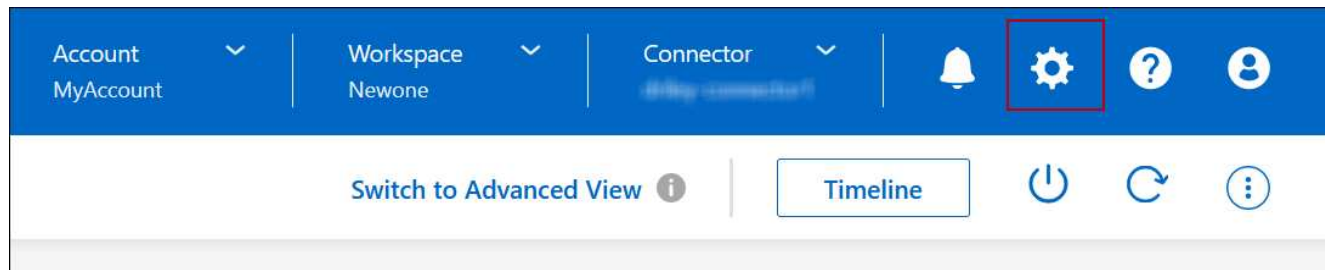 Account
MyAccount
Workspace
Newone
Connector
Switch to Advanced View
Timeline